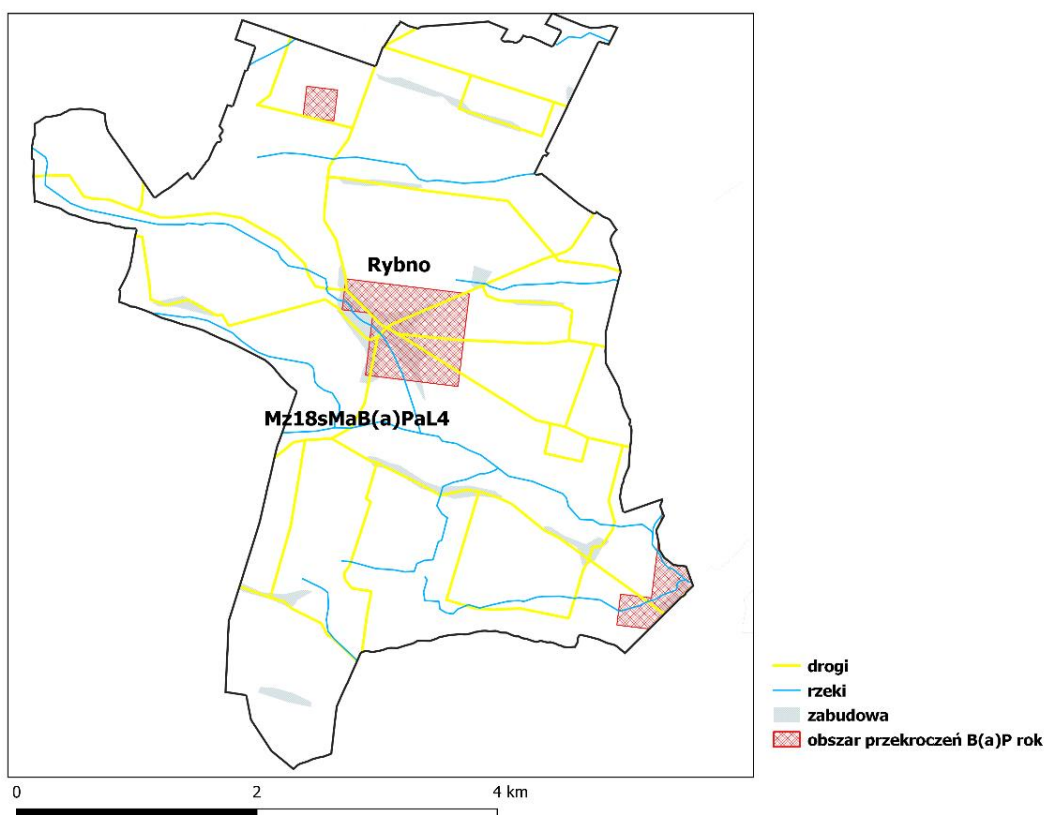 Rybno
Mz18sMaB(a)PaL4
drogi
rzeki
zabudowa
obszar przekroczeń B(a)P rok
0 2 4 km